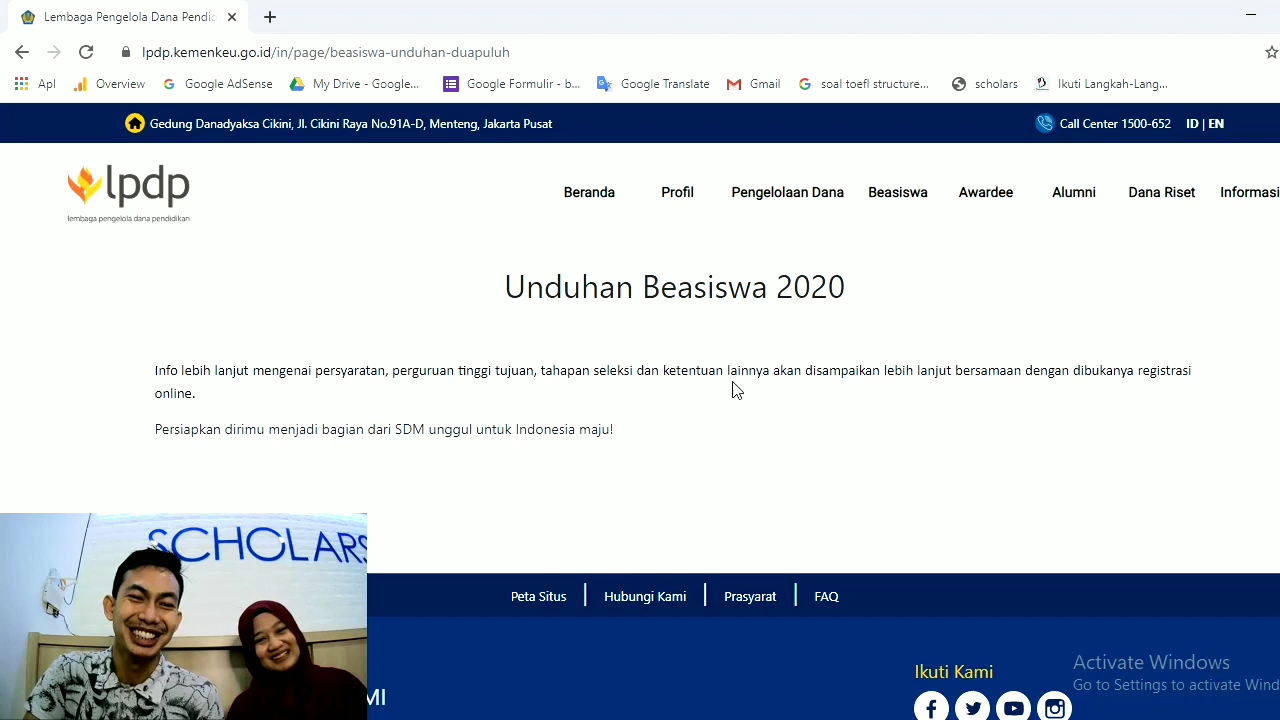 Lembaga Pengelola Dana Pendic
lpdp.kemenkeu.go.id/in/page/beasiswa-unduhan-duapuluh
Apl Overview Google AdSense My Drive - Google... Google Formulir - b... Google Translate Gmail soal toefl structure... scholars Ikuti Langkah-Lang...
Gedung Danadyaksa Cikini, Jl. Cikini Raya No.91A-D, Menteng, Jakarta Pusat Call Center 1500-652 ID | EN
lpdp
lembaga pengelola dana pendidikan
Beranda Profil Pengelolaan Dana Beasiswa Awardee Alumni Dana Riset Informasi
Unduhan Beasiswa 2020
Info lebih lanjut mengenai persyaratan, perguruan tinggi tujuan, tahapan seleksi dan ketentuan lainnya akan disampaikan lebih lanjut bersamaan dengan dibukanya registrasi
online.
Persiapkan dirimu menjadi bagian dari SDM unggul untuk Indonesia maju!
SCHOLARS
Peta Situs | Hubungi Kami | Prasyarat | FAQ
MI
Ikuti Kami
Activate Windows
Go to Settings to activate Wind